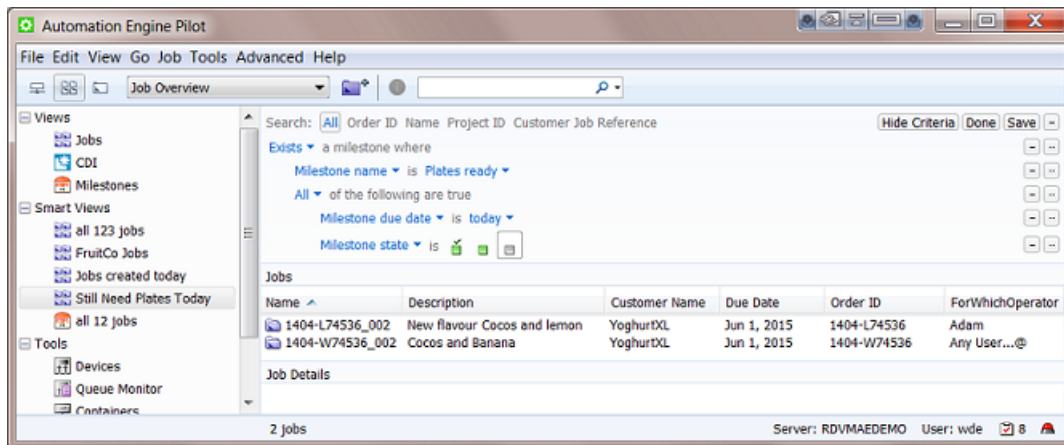 Automation Engine Pilot
File Edit View Go Job Tools Advanced Help
Job Overview
Views
Jobs
CDI
Milestones
Smart Views
all 123 jobs
FruitCo Jobs
Jobs created today
Still Need Plates Today
all 12 jobs
Tools
Devices
Queue Monitor
Containers
Search: All Order ID Name Project ID Customer Job Reference Hide Criteria Done Save
Exists a milestone where
Milestone name is Plates ready
All of the following are true
Milestone due date is today
Milestone state is
Jobs
Name Description Customer Name Due Date Order ID ForWhichOperator
1404-L74536_002 New flavour Cocos and lemon YoghurtXL Jun 1, 2015 1404-L74536 Adam
1404-W74536_002 Cocos and Banana YoghurtXL Jun 1, 2015 1404-W74536 Any User...@
Job Details
2 jobs Server: RDVMAEDEMO User: wde 8